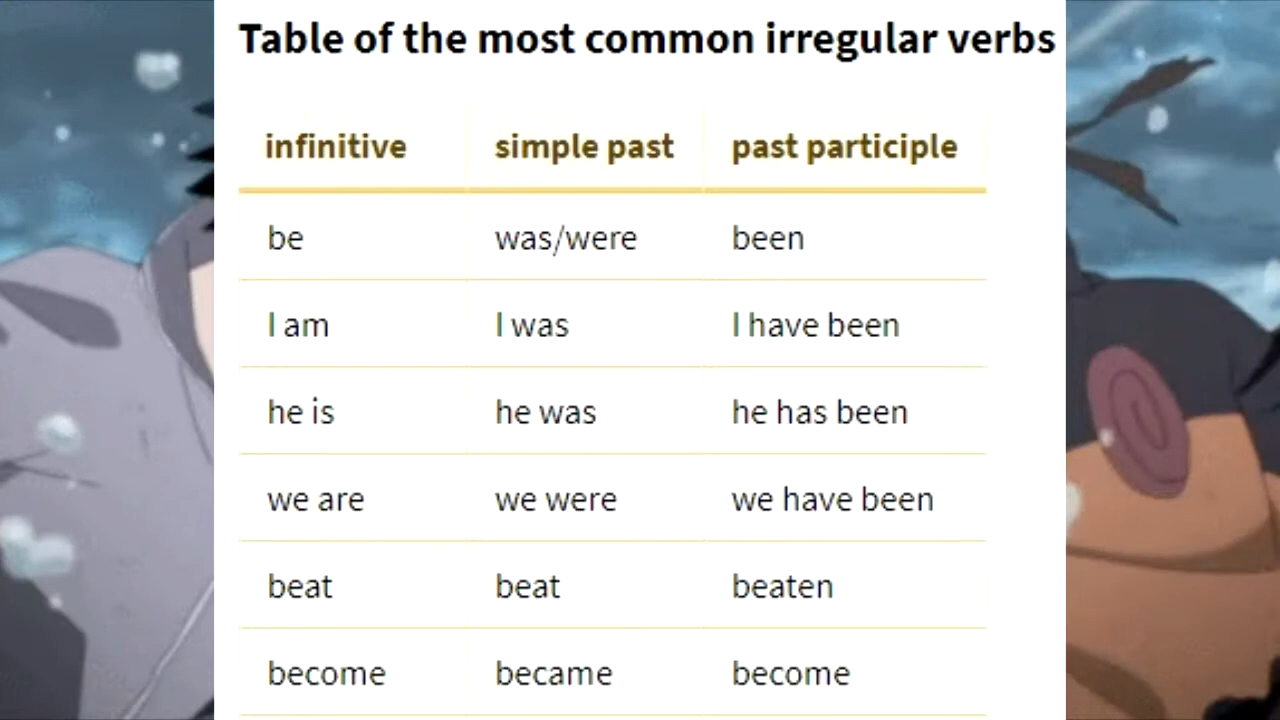 Table of the most common irregular verbs
infinitive simple past past participle
be was/were been
I am I was I have been
he is he was he has been
we are we were we have been
beat beat beaten
become became become